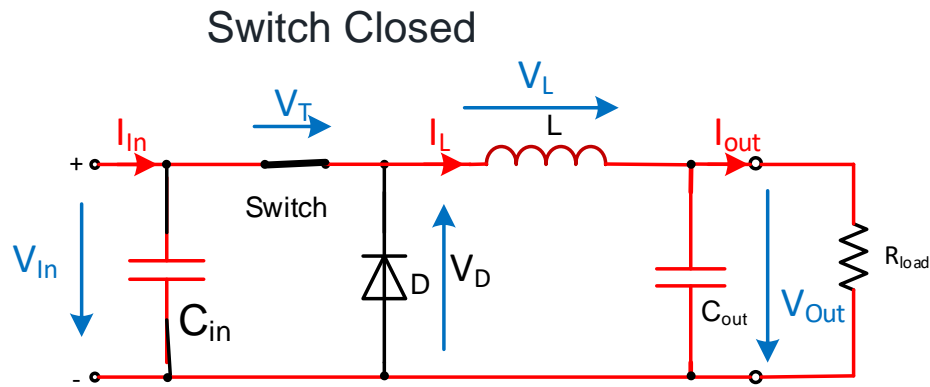 Switch Closed
V_L
V_T
L
I_In
I_L
I_out
+
Switch
V_In
D
V_D
R_load
C_in
C_out
V_Out
-